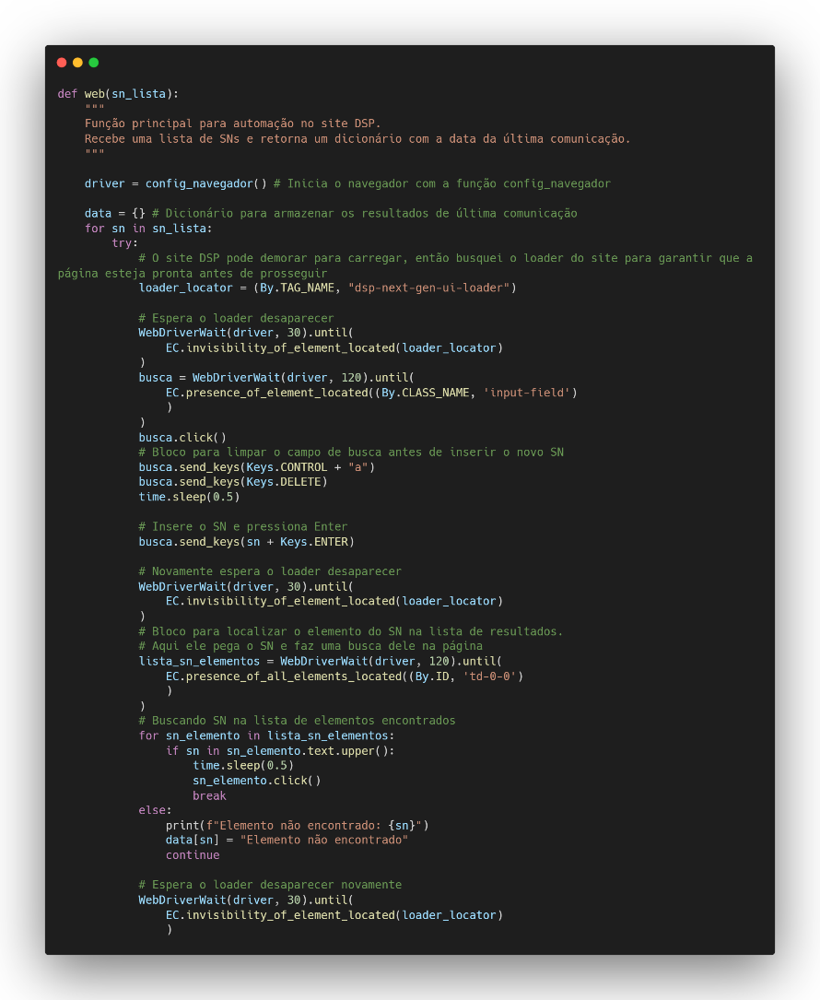 def web(sn_lista):
    """
    Função principal para automação no site DSP.
    Recebe uma lista de SNs e retorna um dicionário com a data da última comunicação.
    """

    driver = config_navegador() # Inicia o navegador com a função config_navegador

    data = {} # Dicionário para armazenar os resultados de última comunicação
    for sn in sn_lista:
        try:
            # O site DSP pode demorar para carregar, então busquei o loader do site para garantir que a
página esteja pronta antes de prosseguir
            loader_locator = (By.TAG_NAME, "dsp-next-gen-ui-loader")

            # Espera o loader desaparecer
            WebDriverWait(driver, 30).until(
                EC.invisibility_of_element_located(loader_locator)
            )
            busca = WebDriverWait(driver, 120).until(
                EC.presence_of_element_located((By.CLASS_NAME, 'input-field')
                )
            )
            busca.click()
            # Bloco para limpar o campo de busca antes de inserir o novo SN
            busca.send_keys(Keys.CONTROL + "a")
            busca.send_keys(Keys.DELETE)
            time.sleep(0.5)

            # Insere o SN e pressiona Enter
            busca.send_keys(sn + Keys.ENTER)

            # Novamente espera o loader desaparecer
            WebDriverWait(driver, 30).until(
                EC.invisibility_of_element_located(loader_locator)
            )
            # Bloco para localizar o elemento do SN na lista de resultados.
            # Aqui ele pega o SN e faz uma busca dele na página
            lista_sn_elementos = WebDriverWait(driver, 120).until(
                EC.presence_of_all_elements_located((By.ID, 'td-0-0')
                )
            )
            # Buscando SN na lista de elementos encontrados
            for sn_elemento in lista_sn_elementos:
                if sn in sn_elemento.text.upper():
                    time.sleep(0.5)
                    sn_elemento.click()
                    break
            else:
                print(f"Elemento não encontrado: {sn}")
                data[sn] = "Elemento não encontrado"
                continue

            # Espera o loader desaparecer novamente
            WebDriverWait(driver, 30).until(
                EC.invisibility_of_element_located(loader_locator)
                )